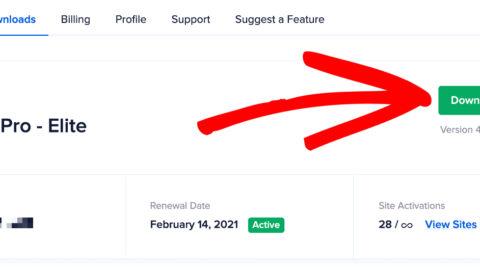 wnloads Billing Profile Support Suggest a Feature
Down
Pro - Elite
Version 4
Renewal Date Site Activations
February 14, 2021 Active 28 / ∞ View Sites